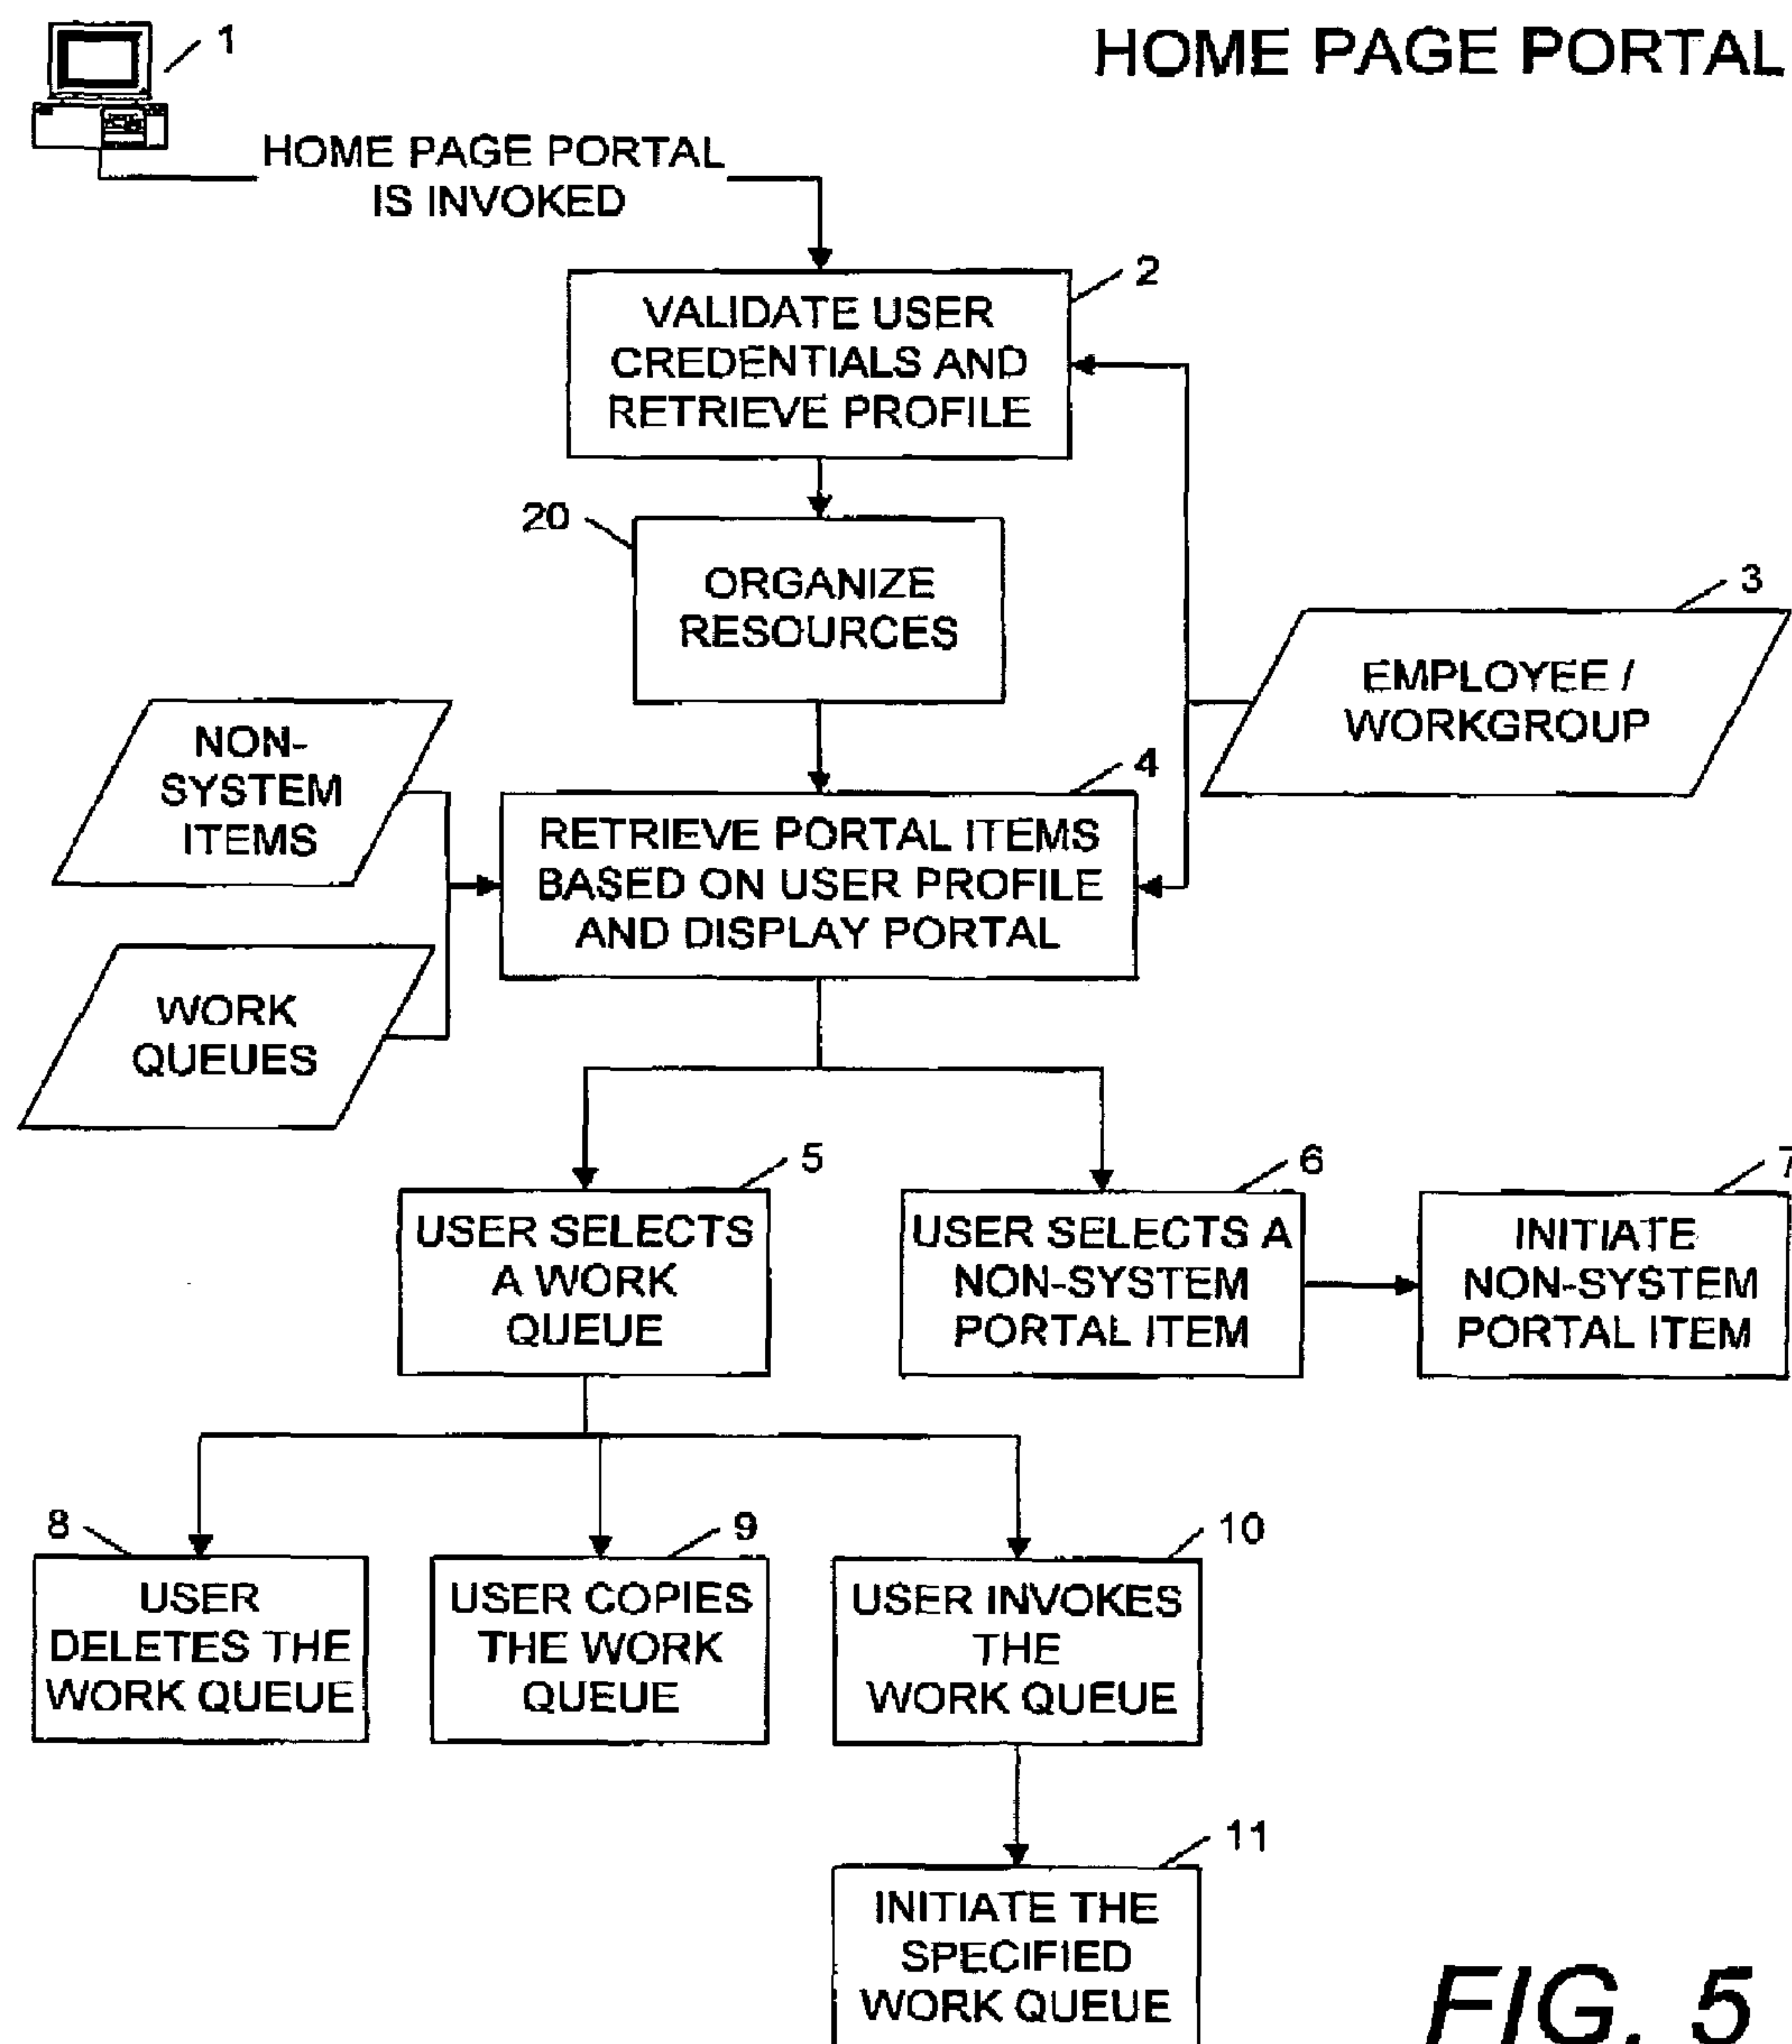 HOME PAGE PORTAL
1
HOME PAGE PORTAL
IS INVOKED
2
VALIDATE USER
CREDENTIALS AND
RETRIEVE PROFILE
20
ORGANIZE
RESOURCES
3
EMPLOYEE /
WORKGROUP
NON-
SYSTEM
ITEMS
4
RETRIEVE PORTAL ITEMS
BASED ON USER PROFILE
AND DISPLAY PORTAL
WORK
QUEUES
5
USER SELECTS
A WORK
QUEUE
6
USER SELECTS A
NON-SYSTEM
PORTAL ITEM
7
INITIATE
NON-SYSTEM
PORTAL ITEM
8
USER
DELETES THE
WORK QUEUE
9
USER COPIES
THE WORK
QUEUE
10
USER INVOKES
THE
WORK QUEUE
11
INITIATE THE
SPECIFIED
WORK QUEUE
FIG. 5